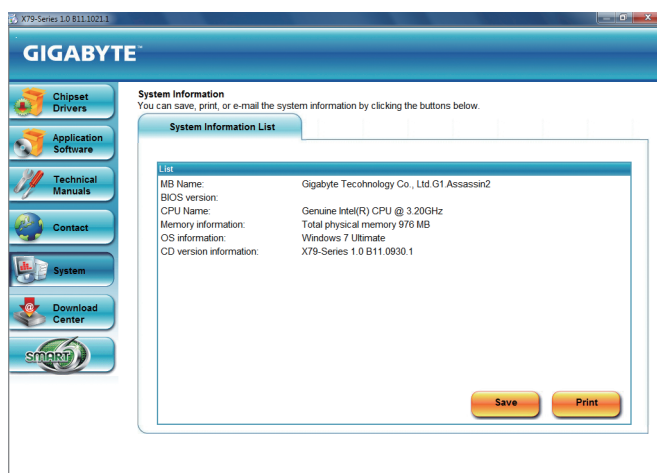 X79-Series 1.0 B11.1021.1
GIGABYTE™
Chipset
Drivers
Application
Software
Technical
Manuals
Contact
System
Download
Center
SMART6
System Information
You can save, print, or e-mail the system information by clicking the buttons below.
System Information List
List
MB Name: Gigabyte Tecohnology Co., Ltd.G1.Assassin2
BIOS version:
CPU Name: Genuine Intel(R) CPU @ 3.20GHz
Memory information: Total physical memory 976 MB
OS information: Windows 7 Ultimate
CD version information: X79-Series 1.0 B11.0930.1
Save Print